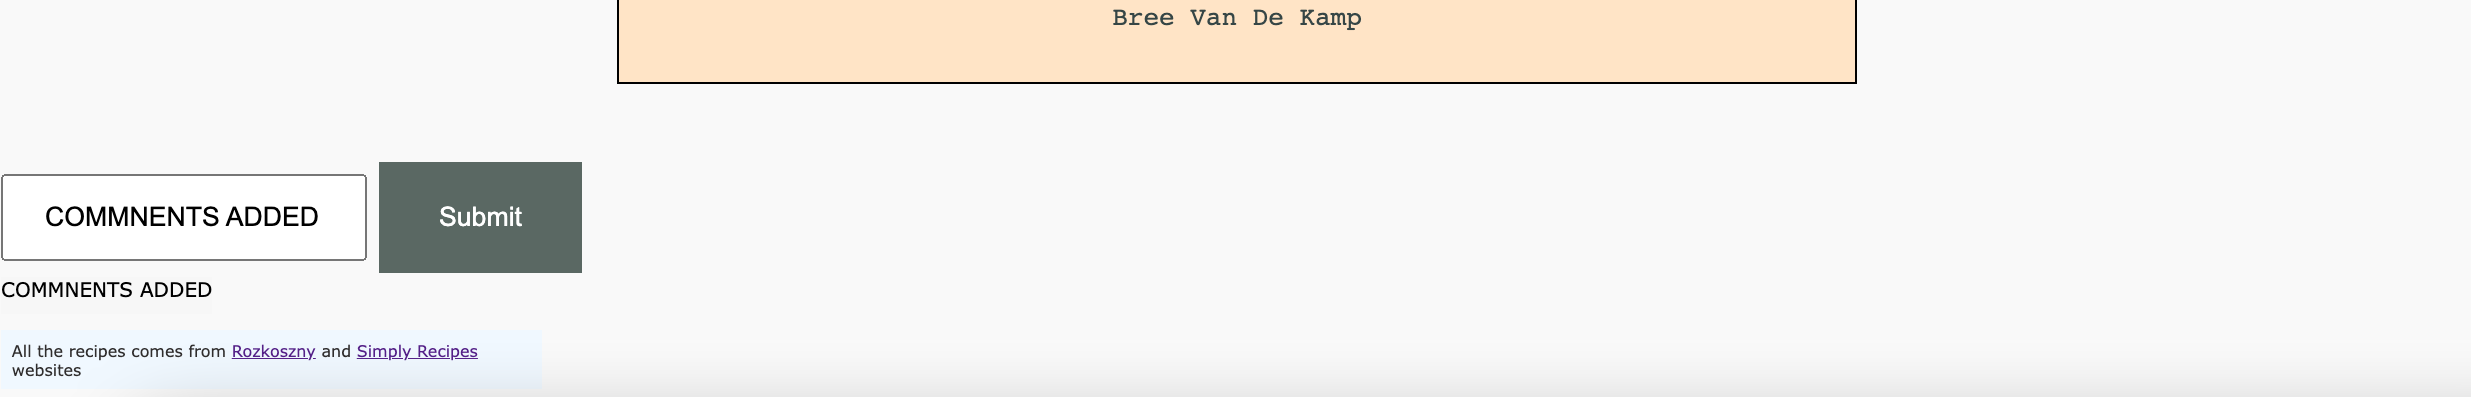 Bree Van De Kamp
COMMNENTS ADDED
Submit
COMMNENTS ADDED
All the recipes comes from Rozkoszny and Simply Recipes
websites